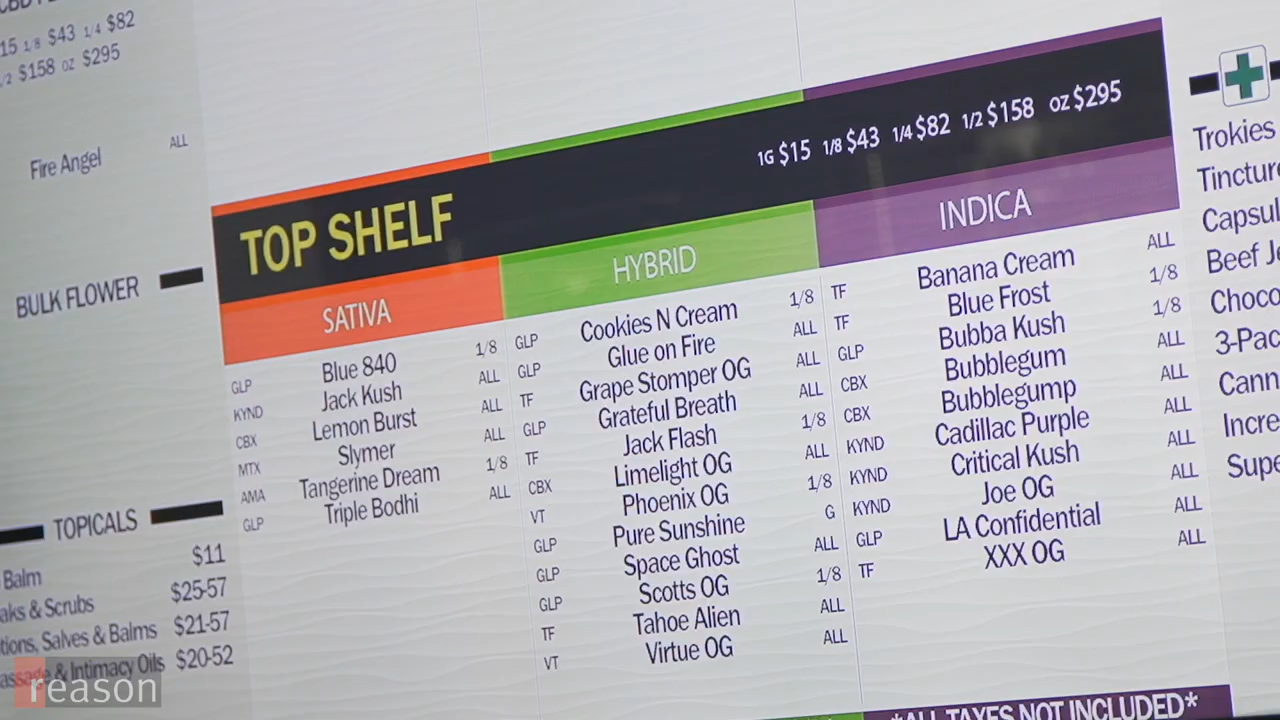 15 1/8 $43 1/4 $82
1/2 $158 OZ $295
Fire Angel ALL
BULK FLOWER
TOPICALS
Balm $11
& Scrubs $25-57
Salves & Balms $21-57
& Intimacy Oils $20-52
TOP SHELF
1G $15 1/8 $43 1/4 $82 1/2 $158 OZ $295
SATIVA
GLP Blue 840 1/8
KYND Jack Kush ALL
CBX Lemon Burst ALL
MTX Slymer ALL
AMA Tangerine Dream 1/8
GLP Triple Bodhi ALL
HYBRID
GLP Cookies N Cream 1/8
GLP Glue on Fire ALL
TF Grape Stomper OG ALL
GLP Grateful Breath ALL
TF Jack Flash 1/8
CBX Limelight OG ALL
VT Phoenix OG 1/8
GLP Pure Sunshine G
GLP Space Ghost ALL
GLP Scotts OG 1/8
TF Tahoe Alien ALL
VT Virtue OG ALL
INDICA
TF Banana Cream ALL
TF Blue Frost 1/8
GLP Bubba Kush 1/8
CBX Bubblegum ALL
CBX Bubblegump ALL
KYND Cadillac Purple ALL
KYND Critical Kush ALL
KYND Joe OG ALL
GLP LA Confidential ALL
TF XXX OG ALL
*ALL TAXES NOT INCLUDED*
Trokies
Beef
3-Pac
reason